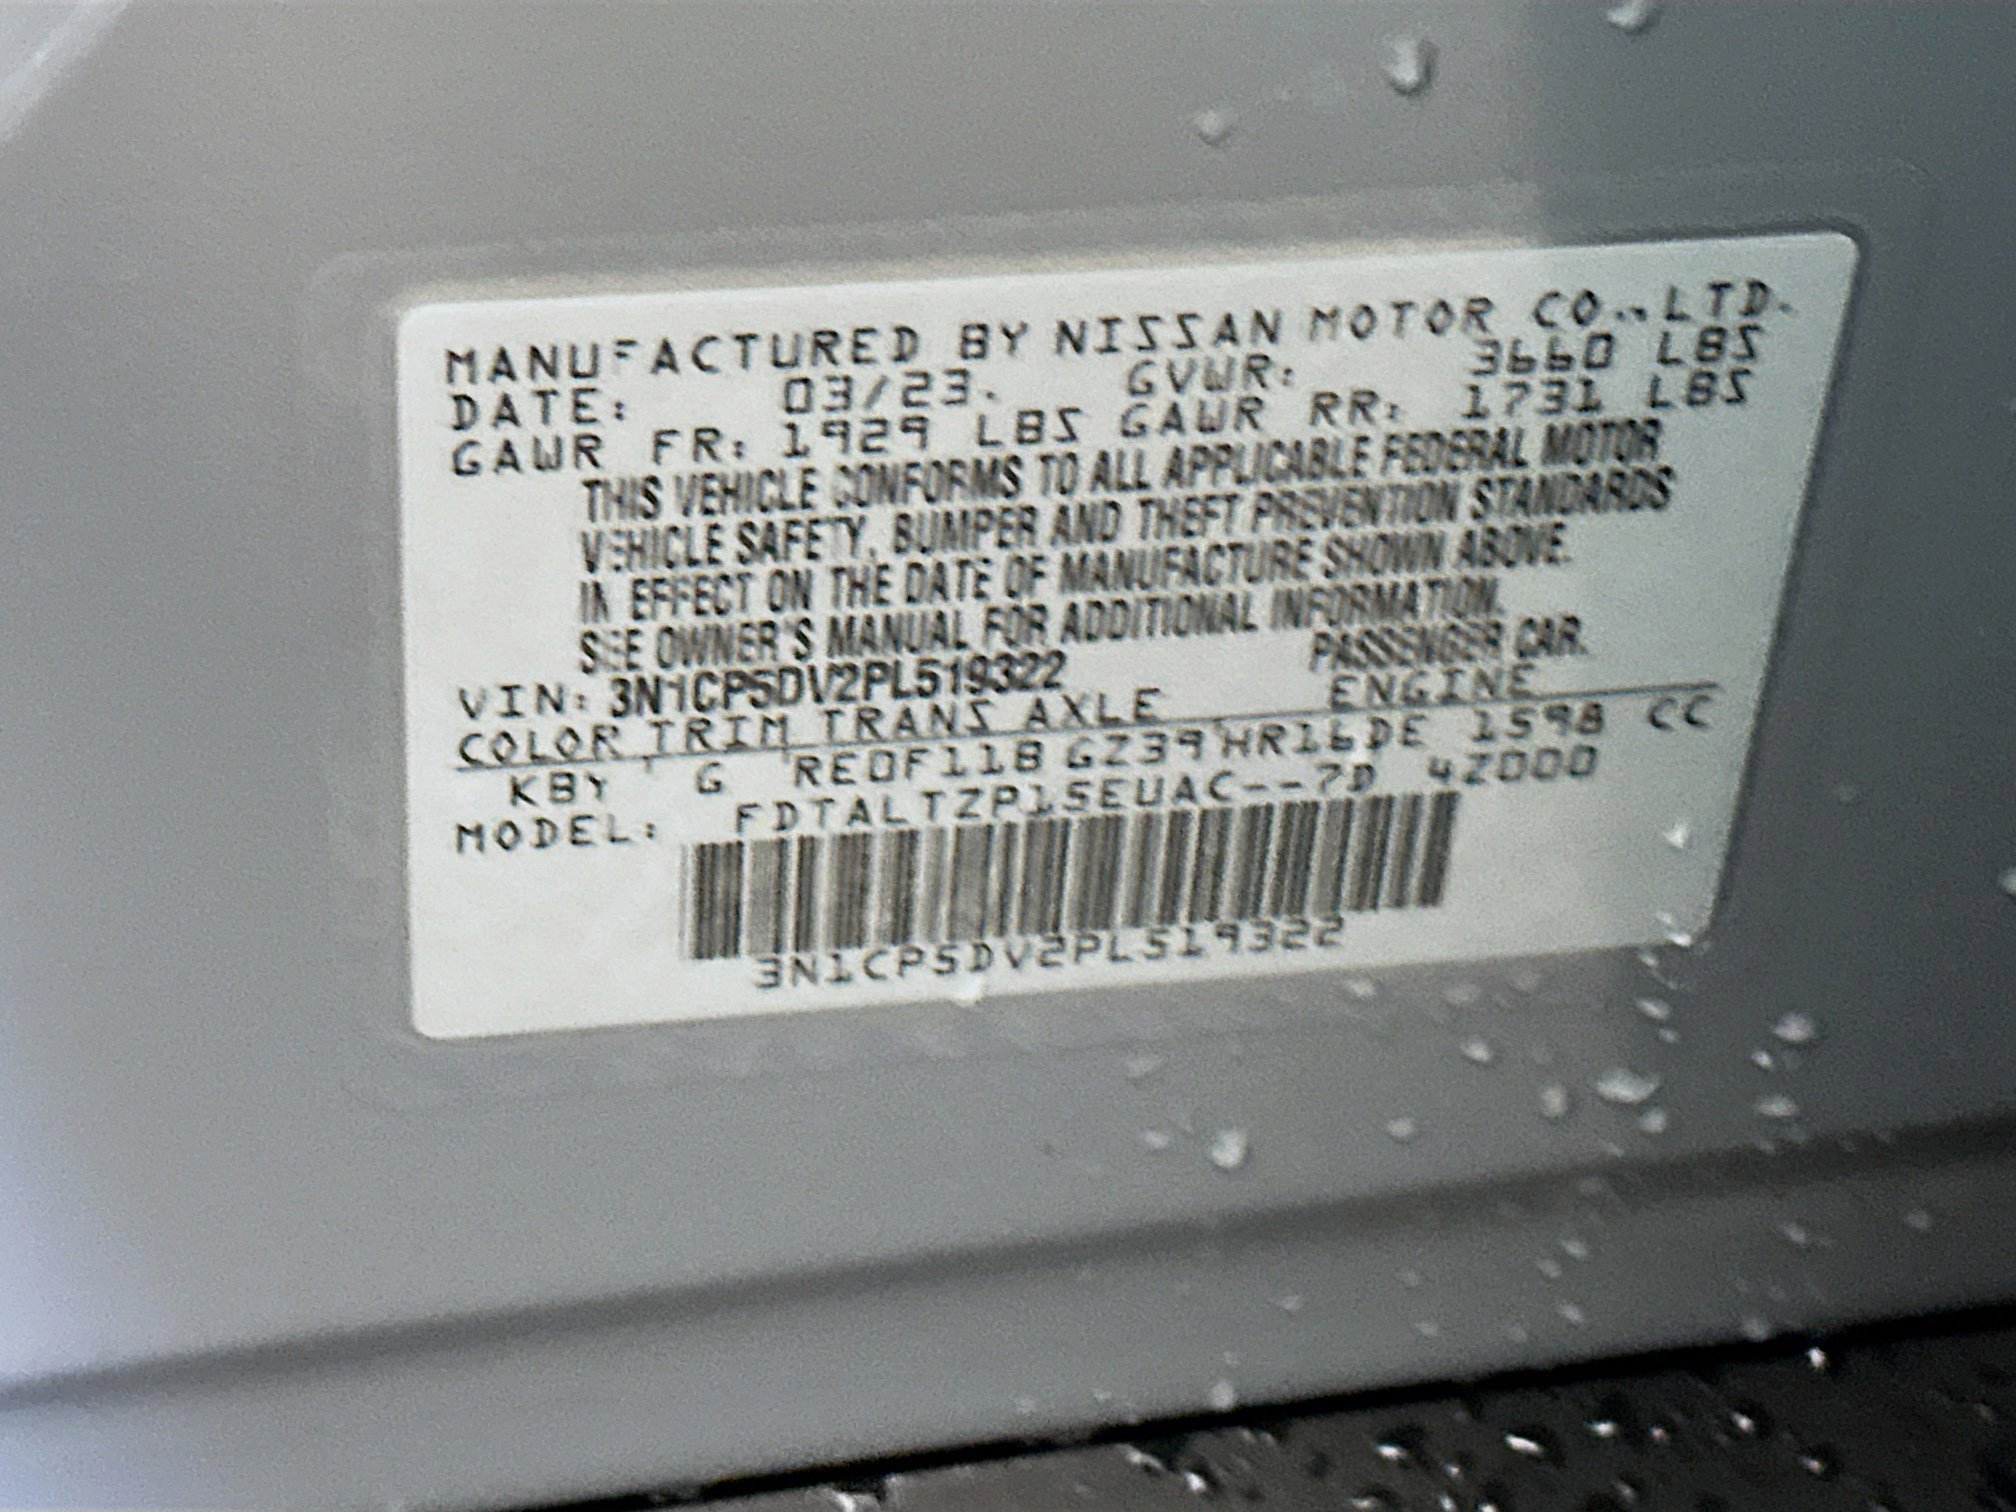 MANUFACTURED BY NISSAN MOTOR CO.,LTD.
DATE: 03/23. GVWR: 3660 LBS
GAWR FR: 1929 LBS GAWR RR: 1731 LBS
THIS VEHICLE CONFORMS TO ALL APPLICABLE FEDERAL MOTOR
VEHICLE SAFETY, BUMPER AND THEFT PREVENTION STANDARDS
IN EFFECT ON THE DATE OF MANUFACTURE SHOWN ABOVE.
SEE OWNER'S MANUAL FOR ADDITIONAL INFORMATION.
VIN: 3N1CP5DV2PL519322 PASSENGER CAR.
COLOR TRIM TRANS AXLE ENGINE
KBY G RE0F11B GZ39 HR16DE 1598 CC
MODEL: FDTALTZP15EUAC--7D 4Z000
3N1CP5DV2PL519322